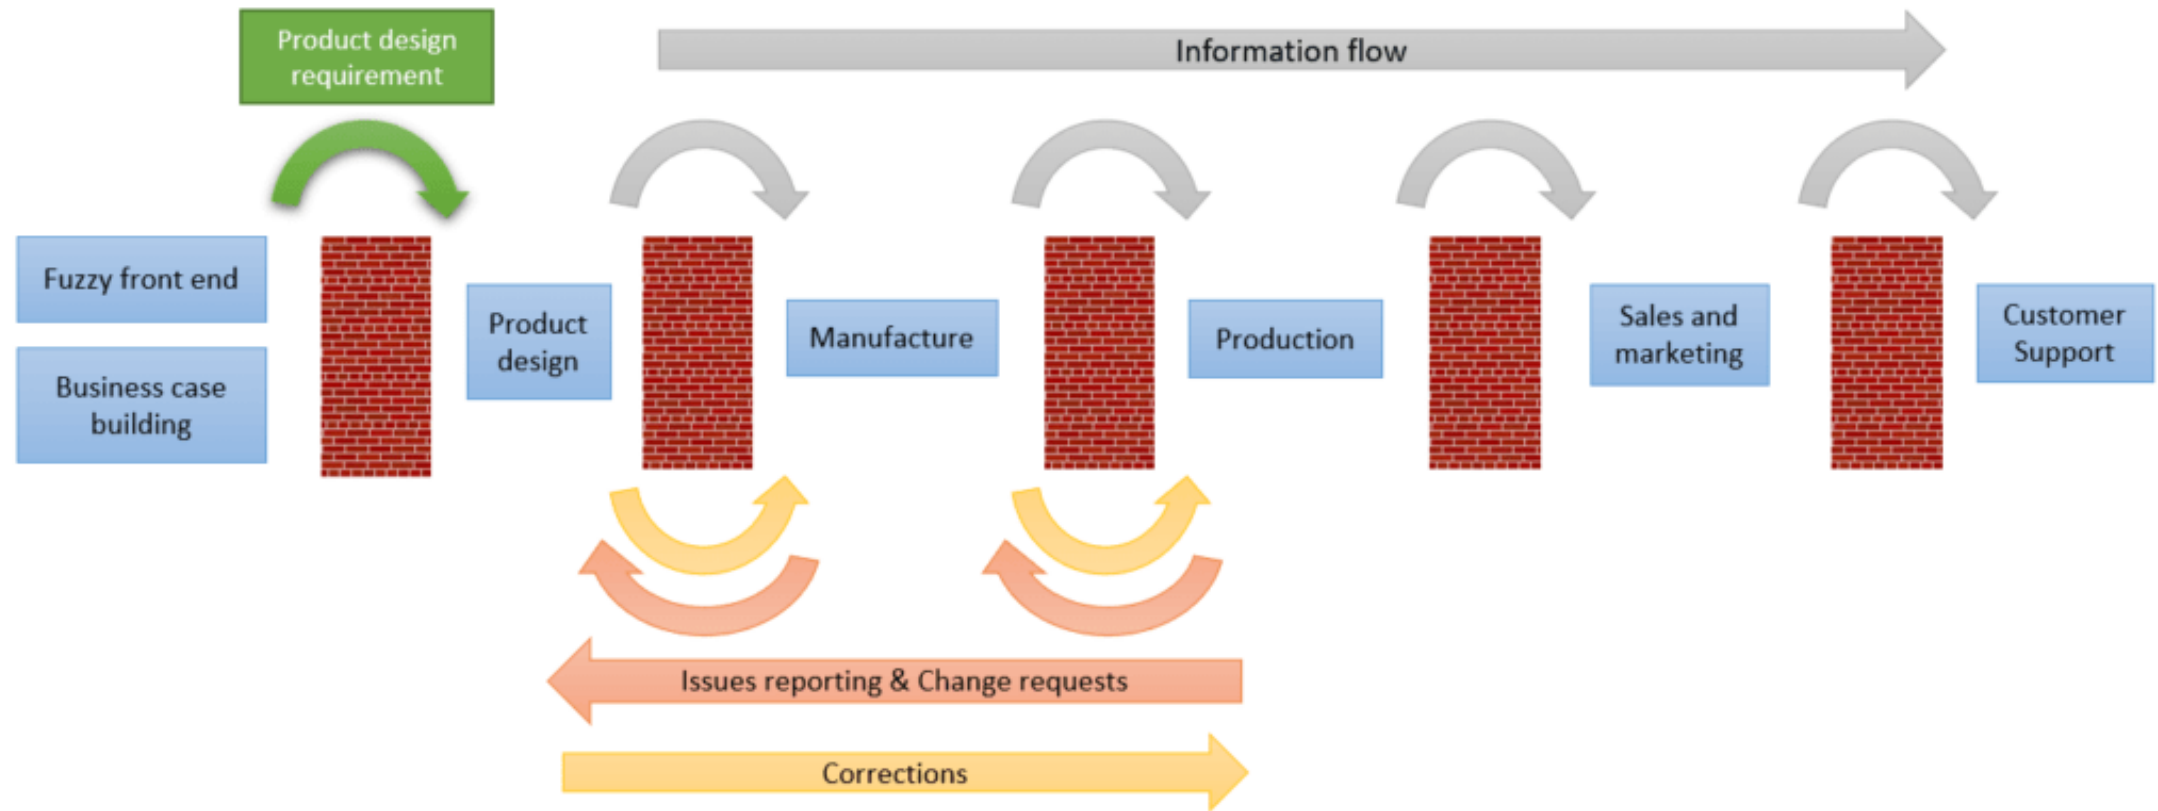 Product design
requirement
Information flow
Fuzzy front end
Business case
building
Product
design
Manufacture
Production
Sales and
marketing
Customer
Support
Issues reporting & Change requests
Corrections